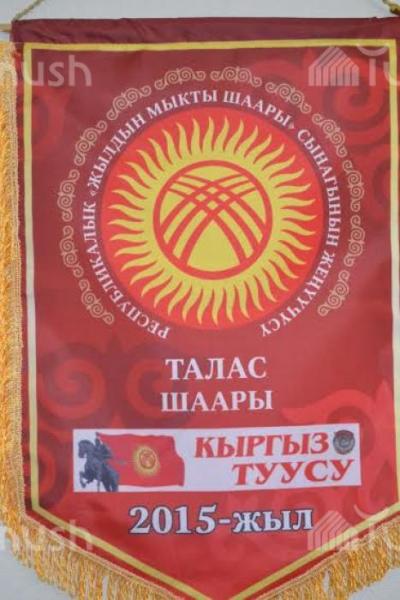 РЕСПУБЛИКАЛЫК «ЖЫЛДЫН МЫКТЫ ШААРЫ» СЫНАГЫНЫН ЖЕҢҮҮЧҮСҮ
ТАЛАС
ШААРЫ
КЫРГЫЗ
ТУУСУ
2015-жыл